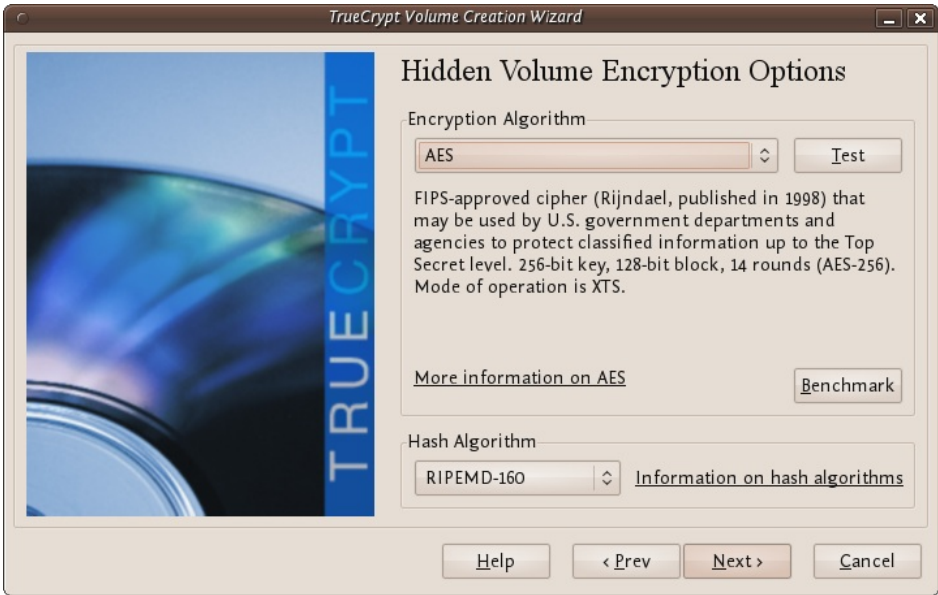 TrueCrypt Volume Creation Wizard
TRUECRYPT
Hidden Volume Encryption Options
Encryption Algorithm
AES
Test
FIPS-approved cipher (Rijndael, published in 1998) that
may be used by U.S. government departments and
agencies to protect classified information up to the Top
Secret level. 256-bit key, 128-bit block, 14 rounds (AES-256).
Mode of operation is XTS.
More information on AES
Benchmark
Hash Algorithm
RIPEMD-160
Information on hash algorithms
Help
< Prev
Next >
Cancel